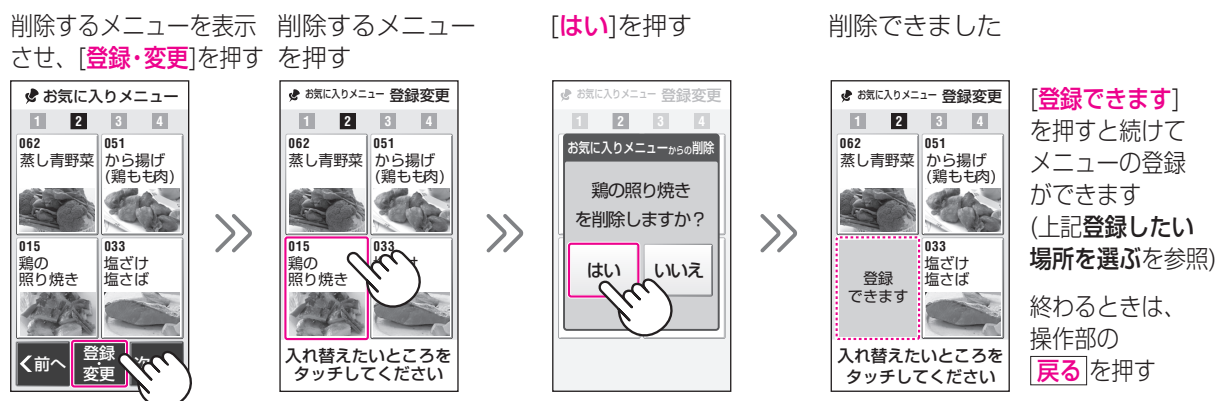 削除するメニューを表示
させ、[登録・変更]を押す
お気に入りメニュー
1 2 3 4
062
蒸し青野菜
051
から揚げ
(鶏もも肉)
015
鶏の
照り焼き
033
塩ざけ
塩さば
前へ
登録
・
変更
次
削除するメニュー
を押す
お気に入りメニュー 登録変更
1 2 3 4
062
蒸し青野菜
051
から揚げ
(鶏もも肉)
015
鶏の
照り焼き
033
入れ替えたいところを
タッチしてください
[はい]を押す
お気に入りメニュー 登録変更
1 2 3 4
お気に入りメニューからの削除
鶏の照り焼き
を削除しますか?
はい
いいえ
削除できました
お気に入りメニュー 登録変更
1 2 3 4
062
蒸し青野菜
051
から揚げ
(鶏もも肉)
登録
できます
033
塩ざけ
塩さば
入れ替えたいところを
タッチしてください
[登録できます]
を押すと続けて
メニューの登録
ができます
(上記登録したい
場所を選ぶを参照)
終わるときは、
操作部の
戻るを押す